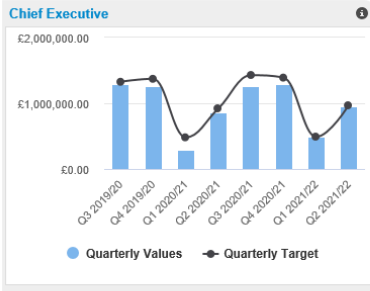 Chief Executive
£2,000,000.00
£1,000,000.00
£0.00
Q3 2019/20
Q4 2019/20
Q1 2020/21
Q2 2020/21
Q3 2020/21
Q4 2020/21
Q1 2021/22
Q2 2021/22
Quarterly Values
Quarterly Target